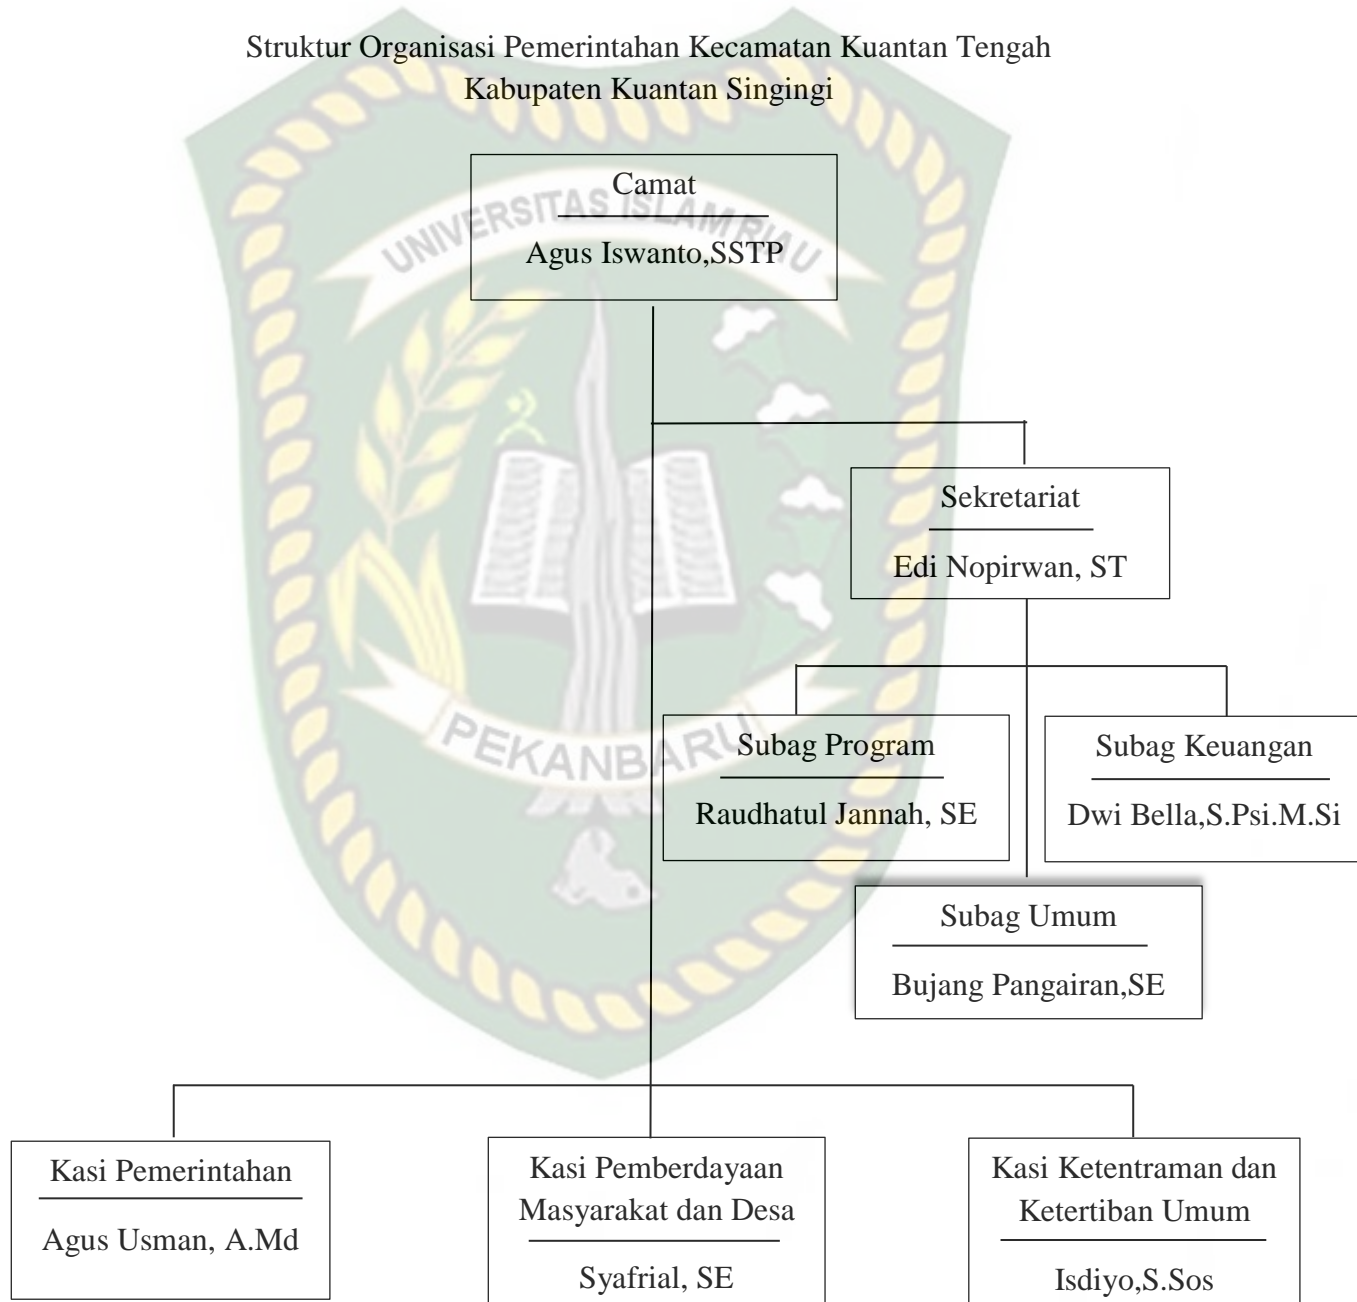 Struktur Organisasi Pemerintahan Kecamatan Kuantan Tengah
Kabupaten Kuantan Singingi
Camat
Agus Iswanto,SSTP
UNIVERSITAS ISLAM RIAU
Sekretariat
Edi Nopirwan, ST
PEKANBARU
Subag Program
Raudhatul Jannah, SE
Subag Keuangan
Dwi Bella,S.Psi.M.Si
Subag Umum
Bujang Pangairan,SE
Kasi Pemerintahan
Agus Usman, A.Md
Kasi Pemberdayaan
Masyarakat dan Desa
Syafrial, SE
Kasi Ketentraman dan
Ketertiban Umum
Isdiyo,S.Sos